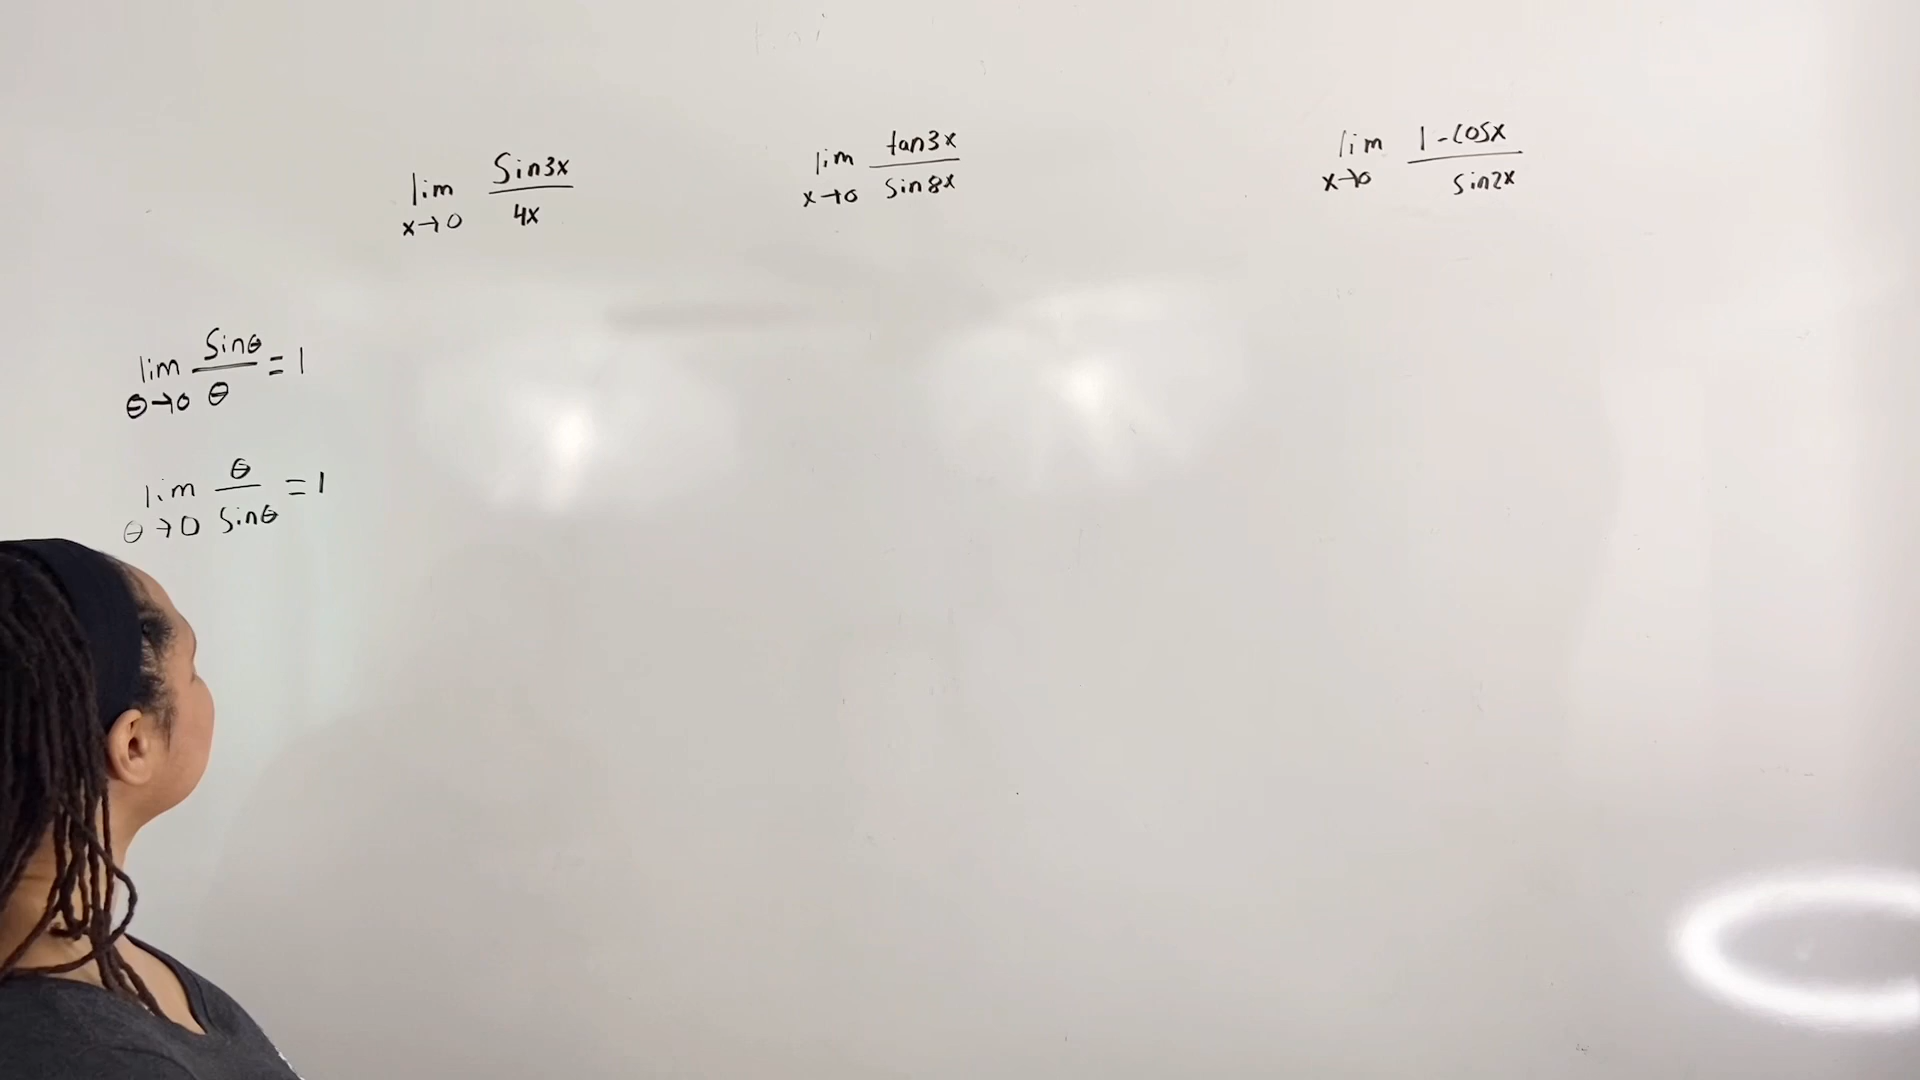 lim x→0 Sin3x / 4x
lim x→0 tan3x / Sin8x
lim x→0 1-cosx / sin2x
lim θ→0 Sinθ / θ = 1
lim θ→0 θ / Sinθ = 1